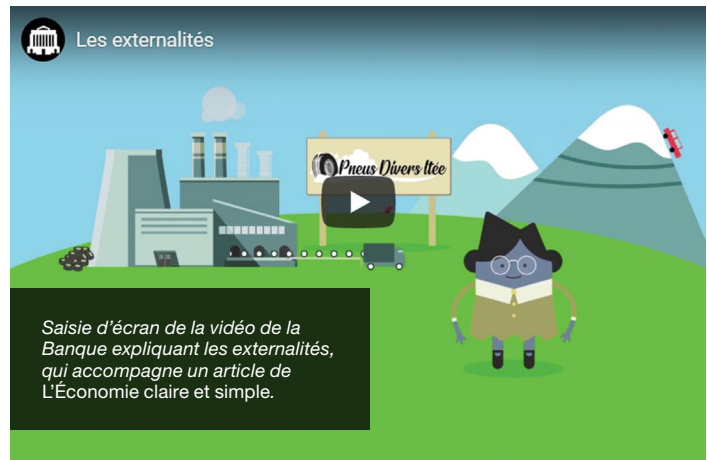 Les externalités
Pneus Divers ltée
Saisie d’écran de la vidéo de la
Banque expliquant les externalités,
qui accompagne un article de
L’Économie claire et simple.